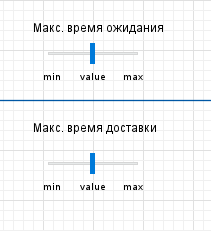 Макс. время ожидания
min value max
Макс. время доставки
min value max